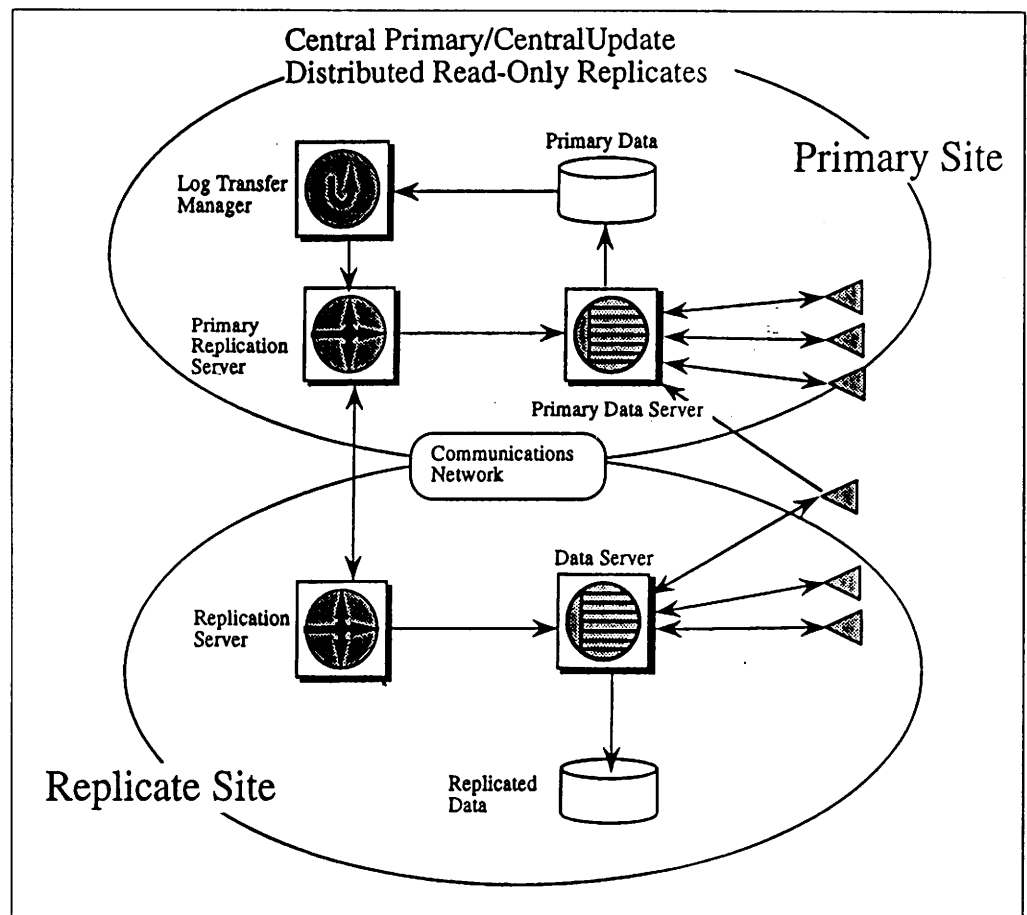 Central Primary/CentralUpdate
Distributed Read-Only Replicates
Primary Data
Primary Site
Log Transfer
Manager
Primary
Replication
Server
Primary Data Server
Communications
Network
Data Server
Replication
Server
Replicate Site
Replicated
Data